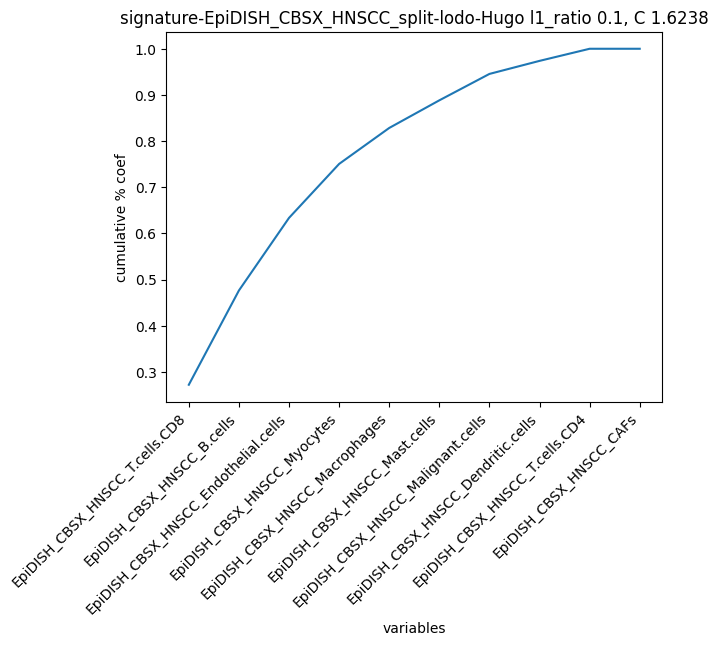 signature-EpiDISH_CBSX_HNSCC_split-lodo-Hugo l1_ratio 0.1, C 1.6238
cumulative % coef
1.0
0.9
0.8
0.7
0.6
0.5
0.4
0.3
EpiDISH_CBSX_HNSCC_T.cells.CD8
EpiDISH_CBSX_HNSCC_B.cells
EpiDISH_CBSX_HNSCC_Endothelial.cells
EpiDISH_CBSX_HNSCC_Myocytes
EpiDISH_CBSX_HNSCC_Macrophages
EpiDISH_CBSX_HNSCC_Mast.cells
EpiDISH_CBSX_HNSCC_Malignant.cells
EpiDISH_CBSX_HNSCC_Dendritic.cells
EpiDISH_CBSX_HNSCC_T.cells.CD4
EpiDISH_CBSX_HNSCC_CAFs
variables